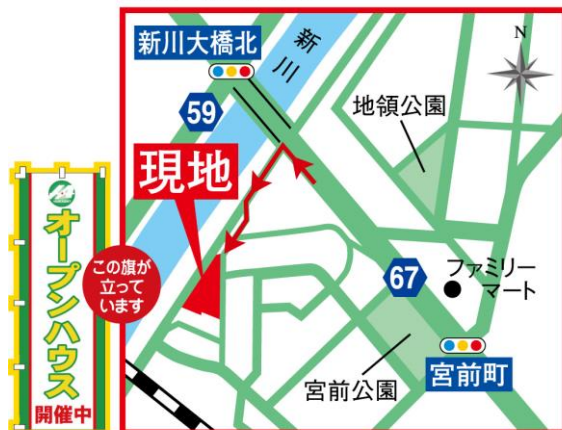 新川大橋北
新川
N
59
地領公園
現地
オープンハウス
開催中
この旗が
立って
います
67
ファミリー
マート
宮前公園
宮前町